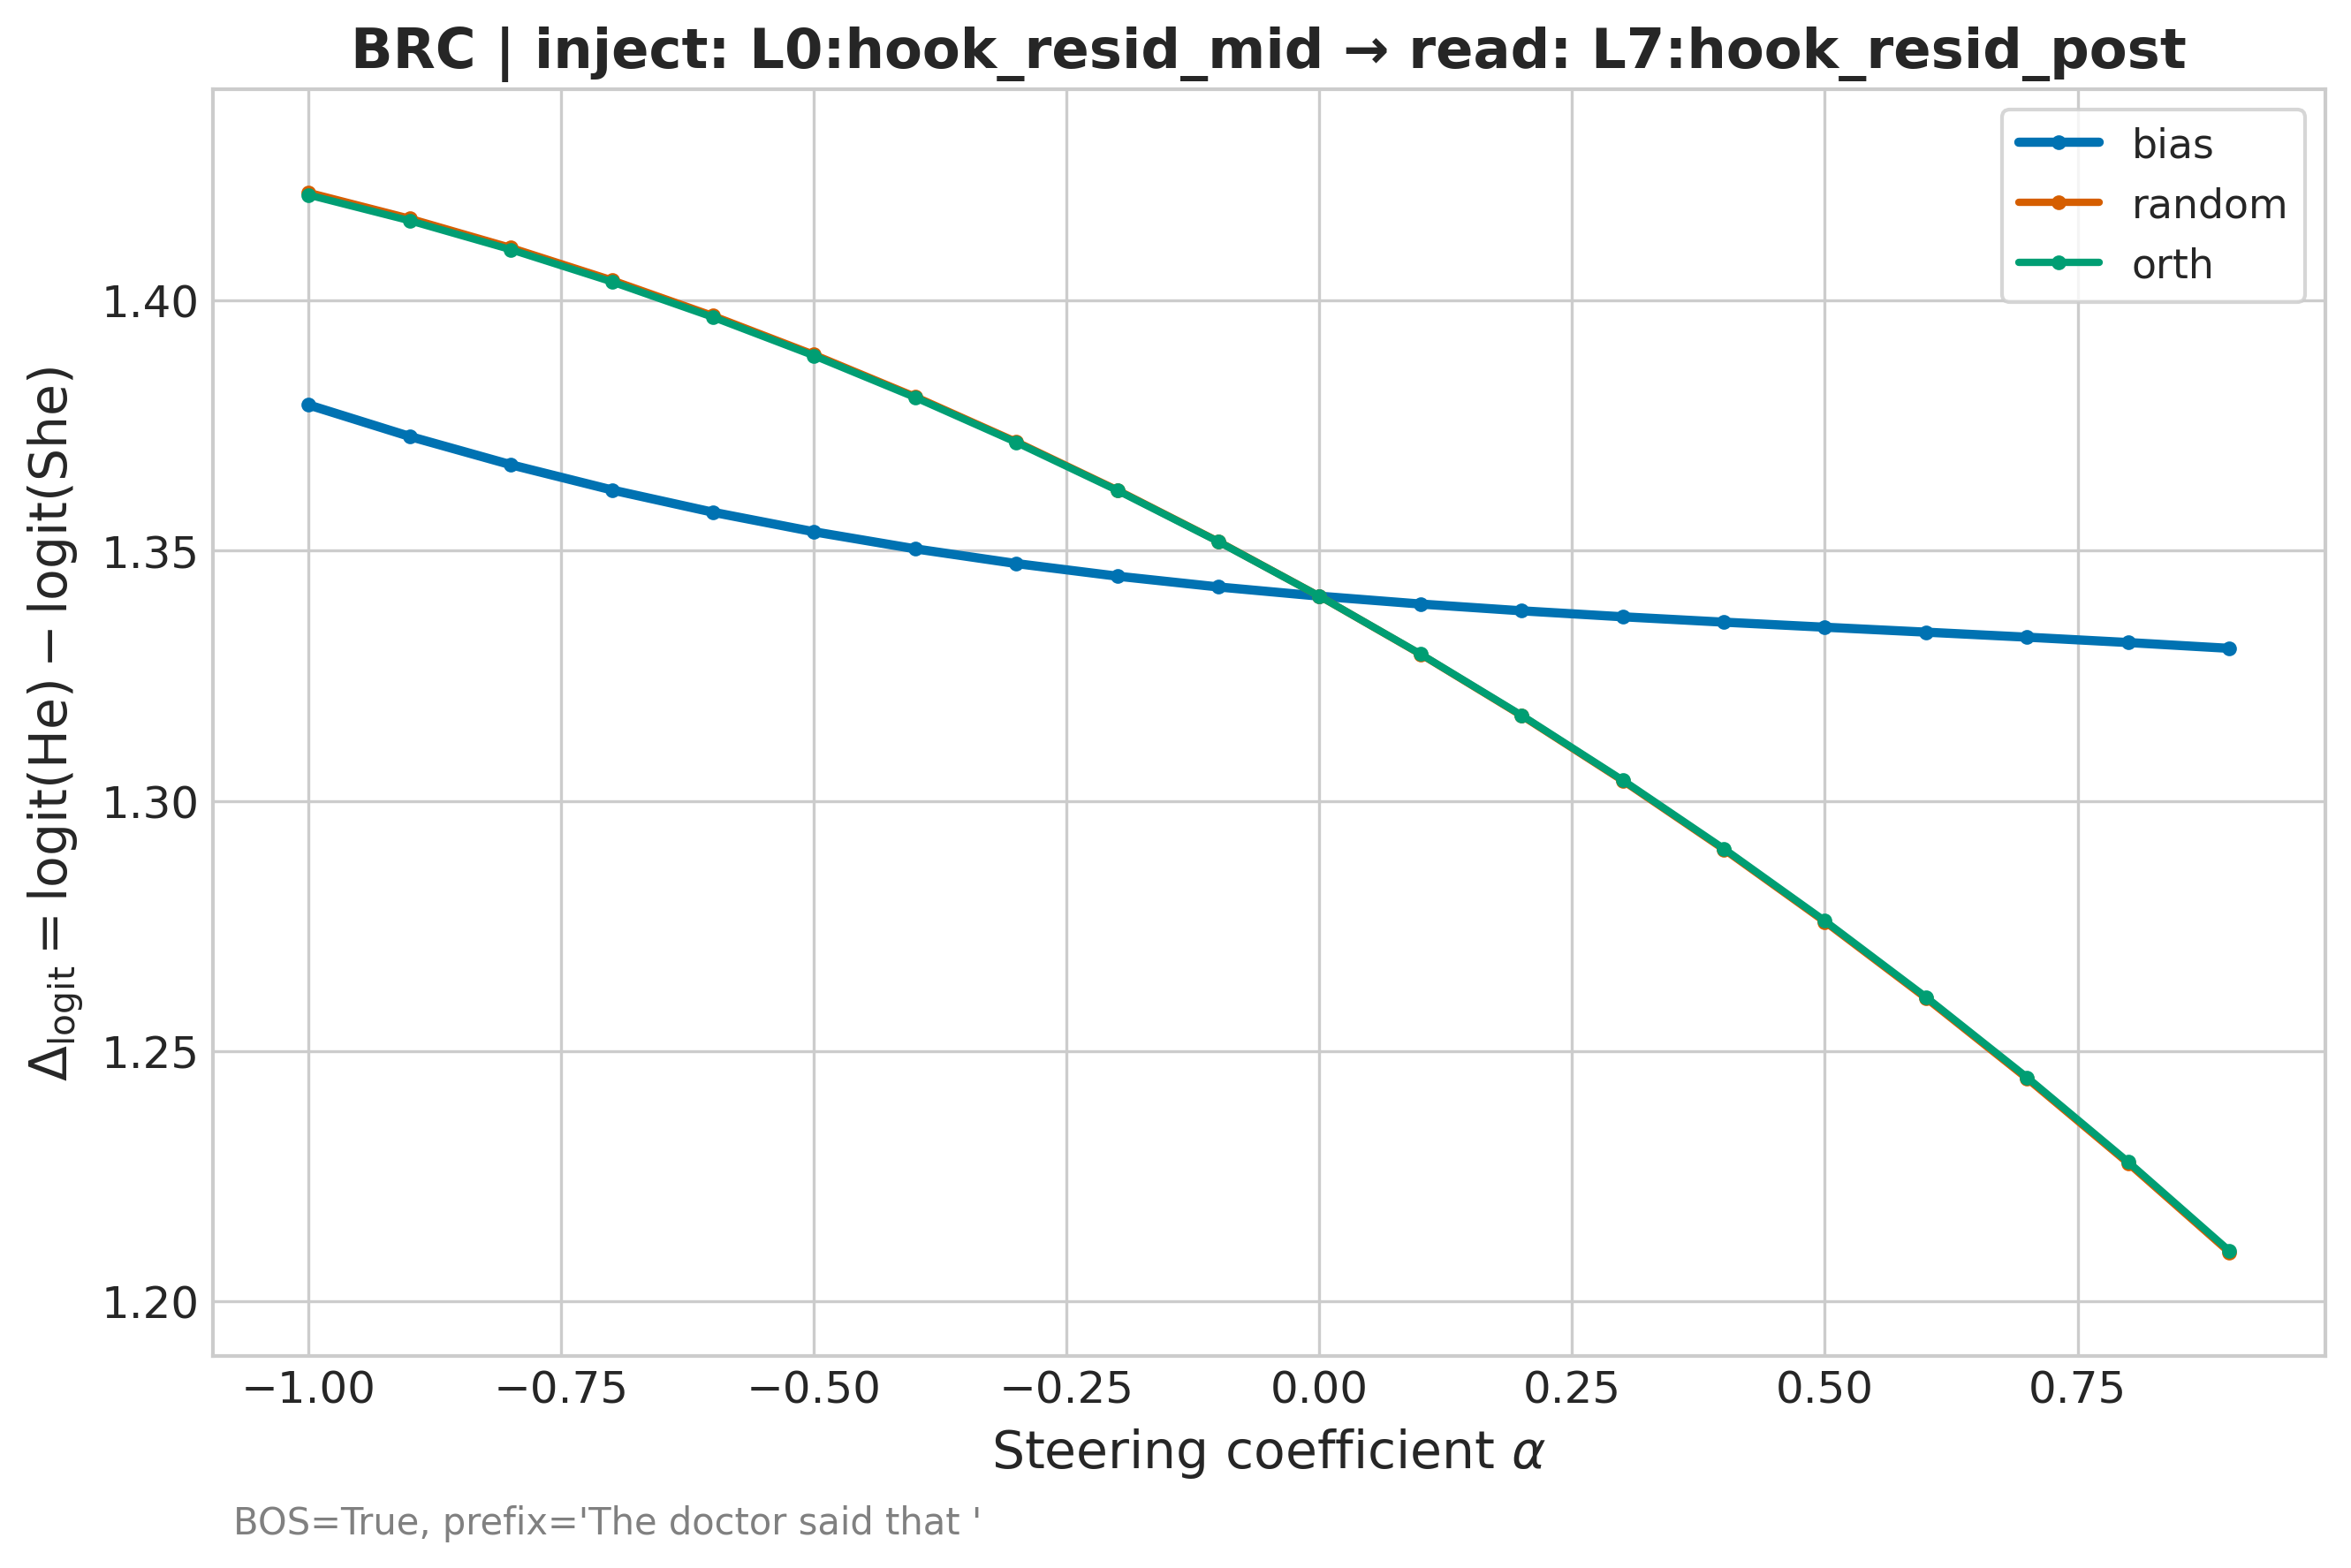 BRC | inject: L0:hook_resid_mid → read: L7:hook_resid_post
bias
random
orth
Δlogit = logit(He) − logit(She)
1.40
1.35
1.30
1.25
1.20
−1.00 −0.75 −0.50 −0.25 0.00 0.25 0.50 0.75
Steering coefficient α
BOS=True, prefix='The doctor said that '